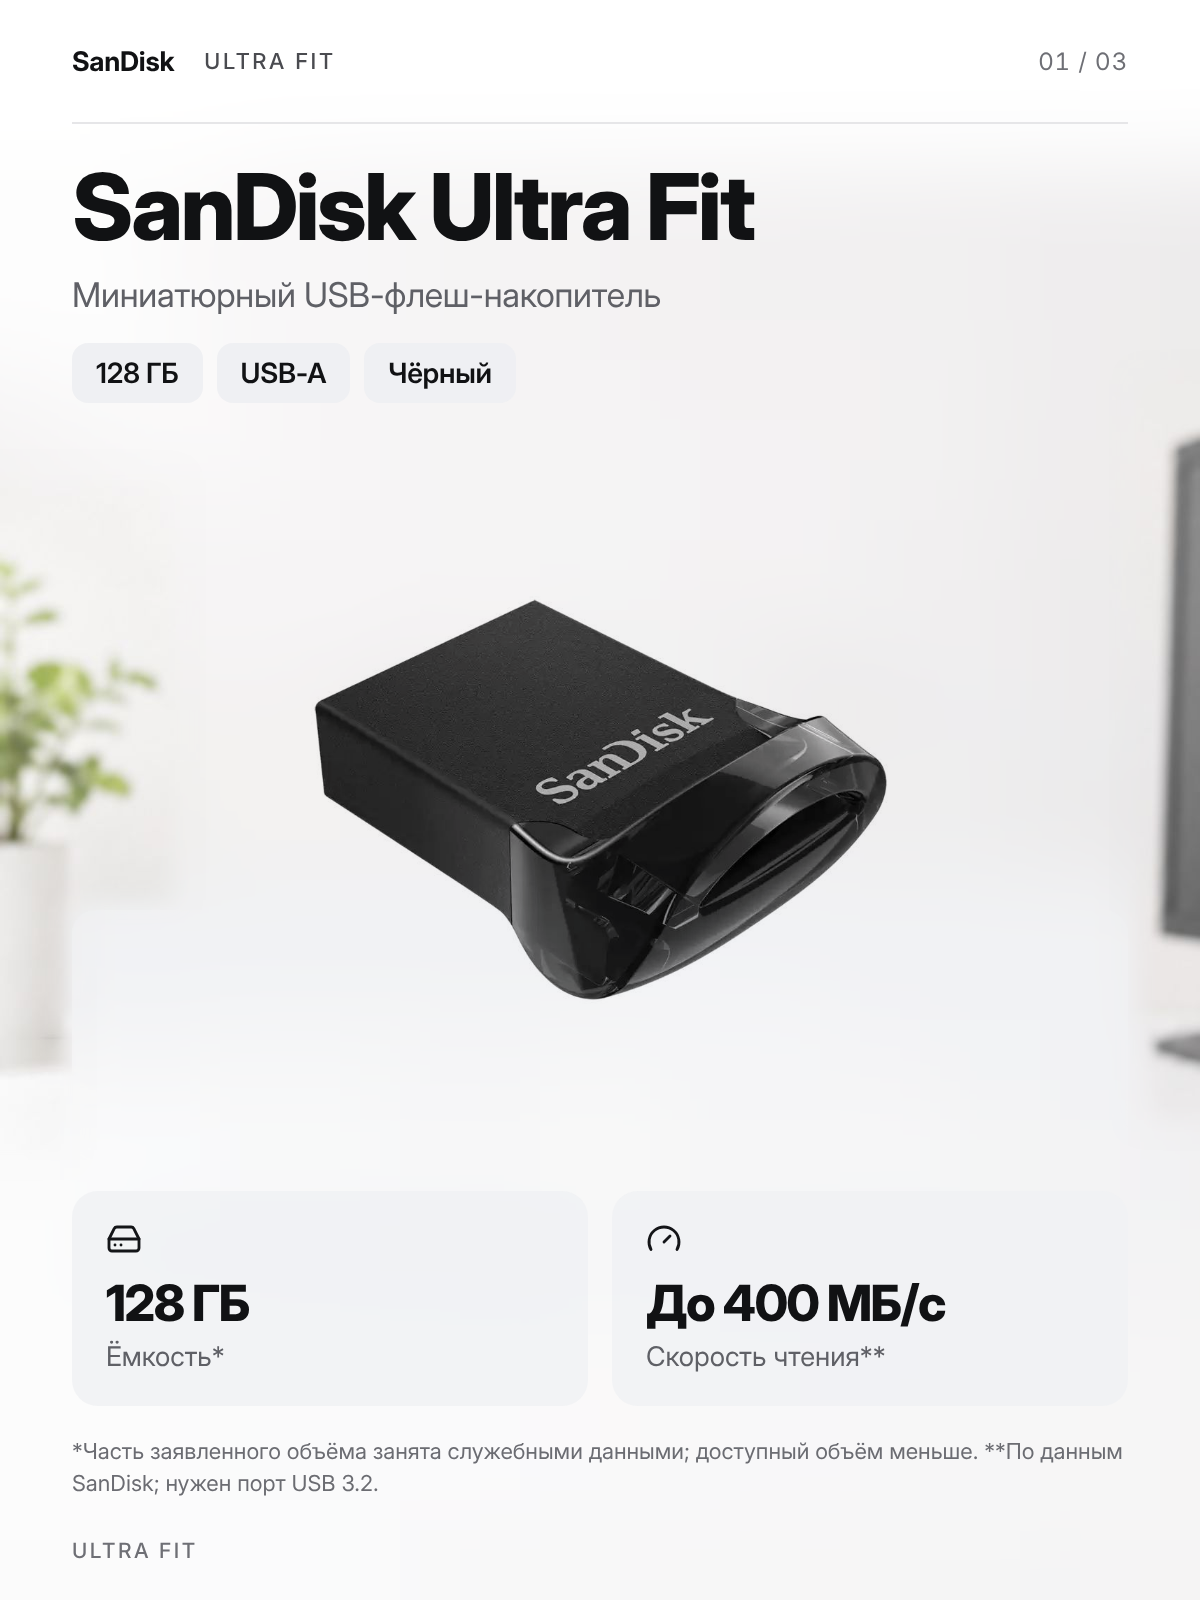 SanDisk ULTRA FIT 01 / 03
SanDisk Ultra Fit
Миниатюрный USB-флеш-накопитель
128 ГБ USB-A Чёрный
SanDisk
128 ГБ До 400 МБ/с
Ёмкость* Скорость чтения**
*Часть заявленного объёма занята служебными данными; доступный объём меньше. **По данным
SanDisk; нужен порт USB 3.2.
ULTRA FIT